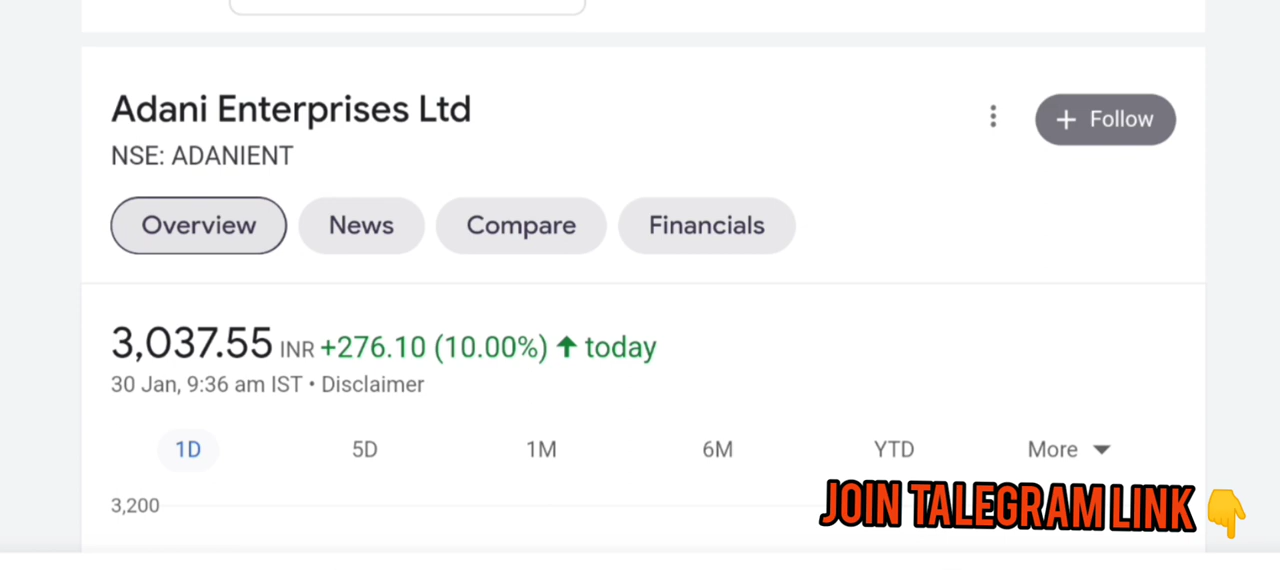 Adani Enterprises Ltd
+ Follow
NSE: ADANIENT
Overview News Compare Financials
3,037.55 INR +276.10 (10.00%) ↑ today
30 Jan, 9:36 am IST • Disclaimer
1D 5D 1M 6M YTD More
3,200
JOIN TALEGRAM LINK 👇